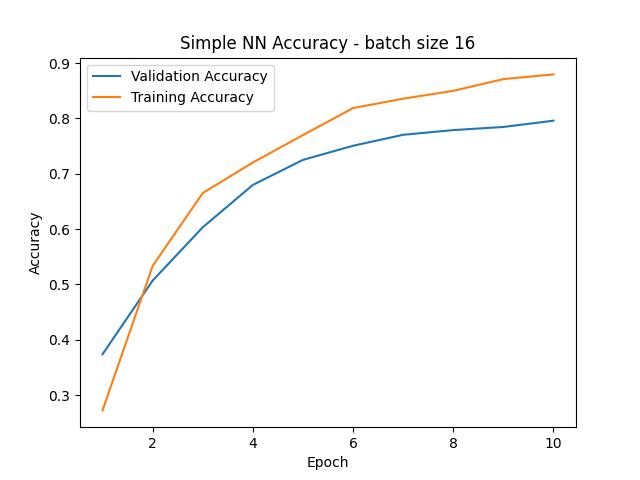 Simple NN Accuracy - batch size 16
Validation Accuracy
Training Accuracy
0.9
0.8
0.7
0.6
0.5
0.4
0.3
Accuracy
2 4 6 8 10
Epoch